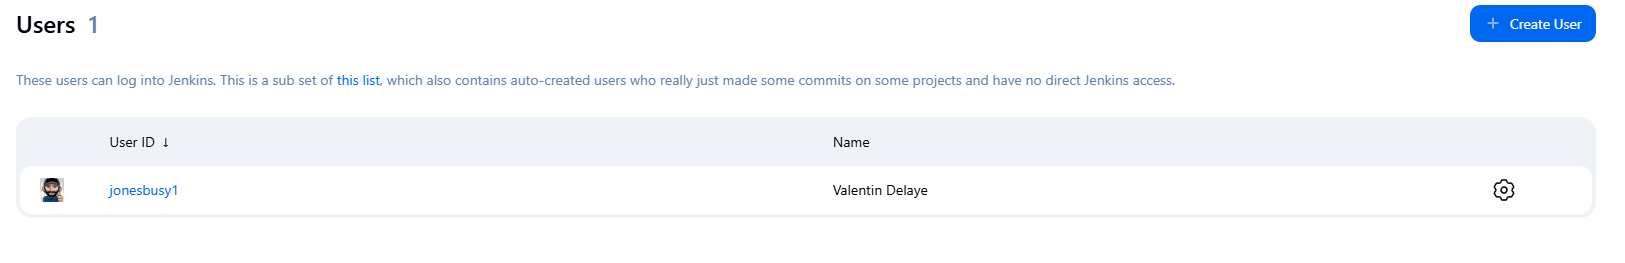 Users 1
+ Create User
These users can log into Jenkins. This is a sub set of this list, which also contains auto-created users who really just made some commits on some projects and have no direct Jenkins access.
User ID ↓ Name
jonesbusy1 Valentin Delaye